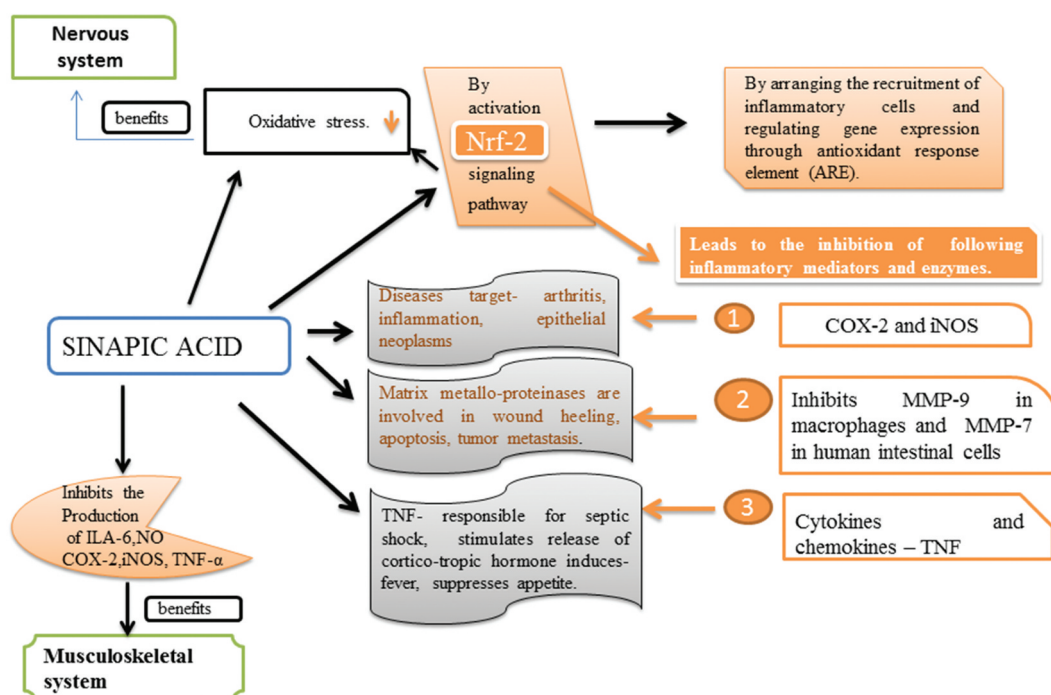 Nervous
system
benefits
Oxidative stress.
By
activation
Nrf-2
signaling
pathway
By arranging the recruitment of
inflammatory cells and
regulating gene expression
through antioxidant response
element (ARE).
Leads to the inhibition of following
inflammatory mediators and enzymes.
SINAPIC ACID
Diseases target- arthritis,
inflammation, epithelial
neoplasms
1
COX-2 and iNOS
Matrix metallo-proteinases are
involved in wound heeling,
apoptosis, tumor metastasis.
2
Inhibits MMP-9 in
macrophages and MMP-7
in human intestinal cells
TNF- responsible for septic
shock, stimulates release of
cortico-tropic hormone induces-
fever, suppresses appetite.
3
Cytokines and
chemokines – TNF
Inhibits the
Production
of ILA-6,NO
COX-2,iNOS, TNF-α
benefits
Musculoskeletal
system